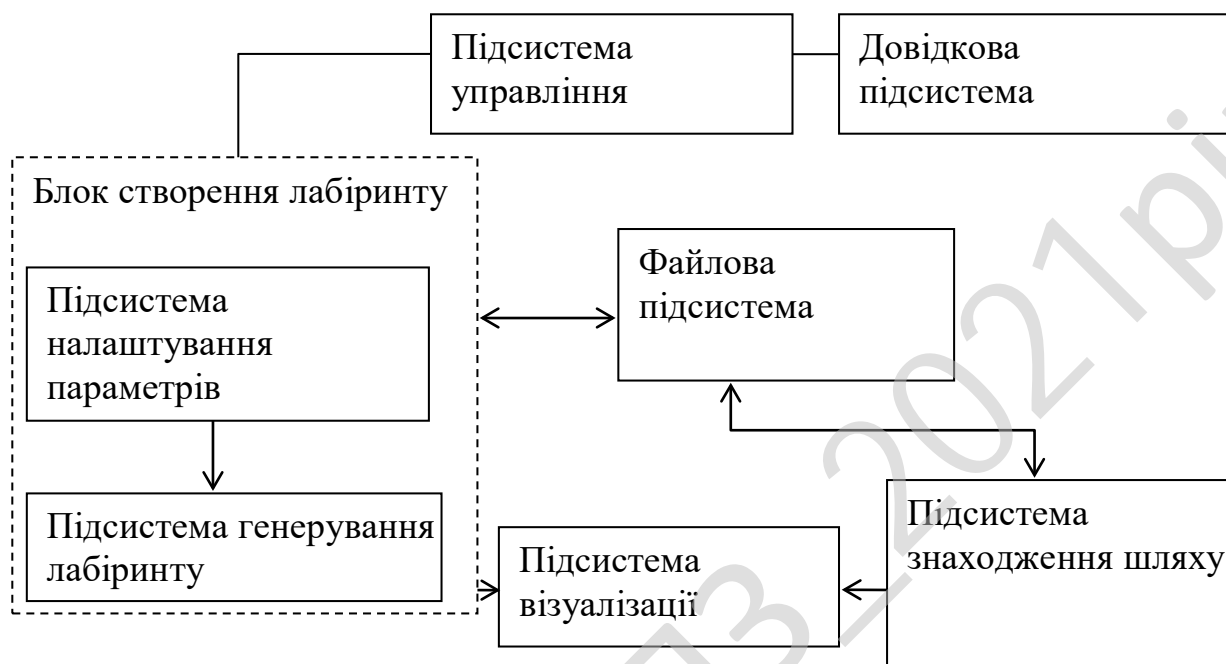 Підсистема
управління
Довідкова
підсистема
Блок створення лабіринту
Файлова
підсистема
Підсистема
налаштування
параметрів
Підсистема генерування
лабіринту
Підсистема
візуалізації
Підсистема
знаходження шляху